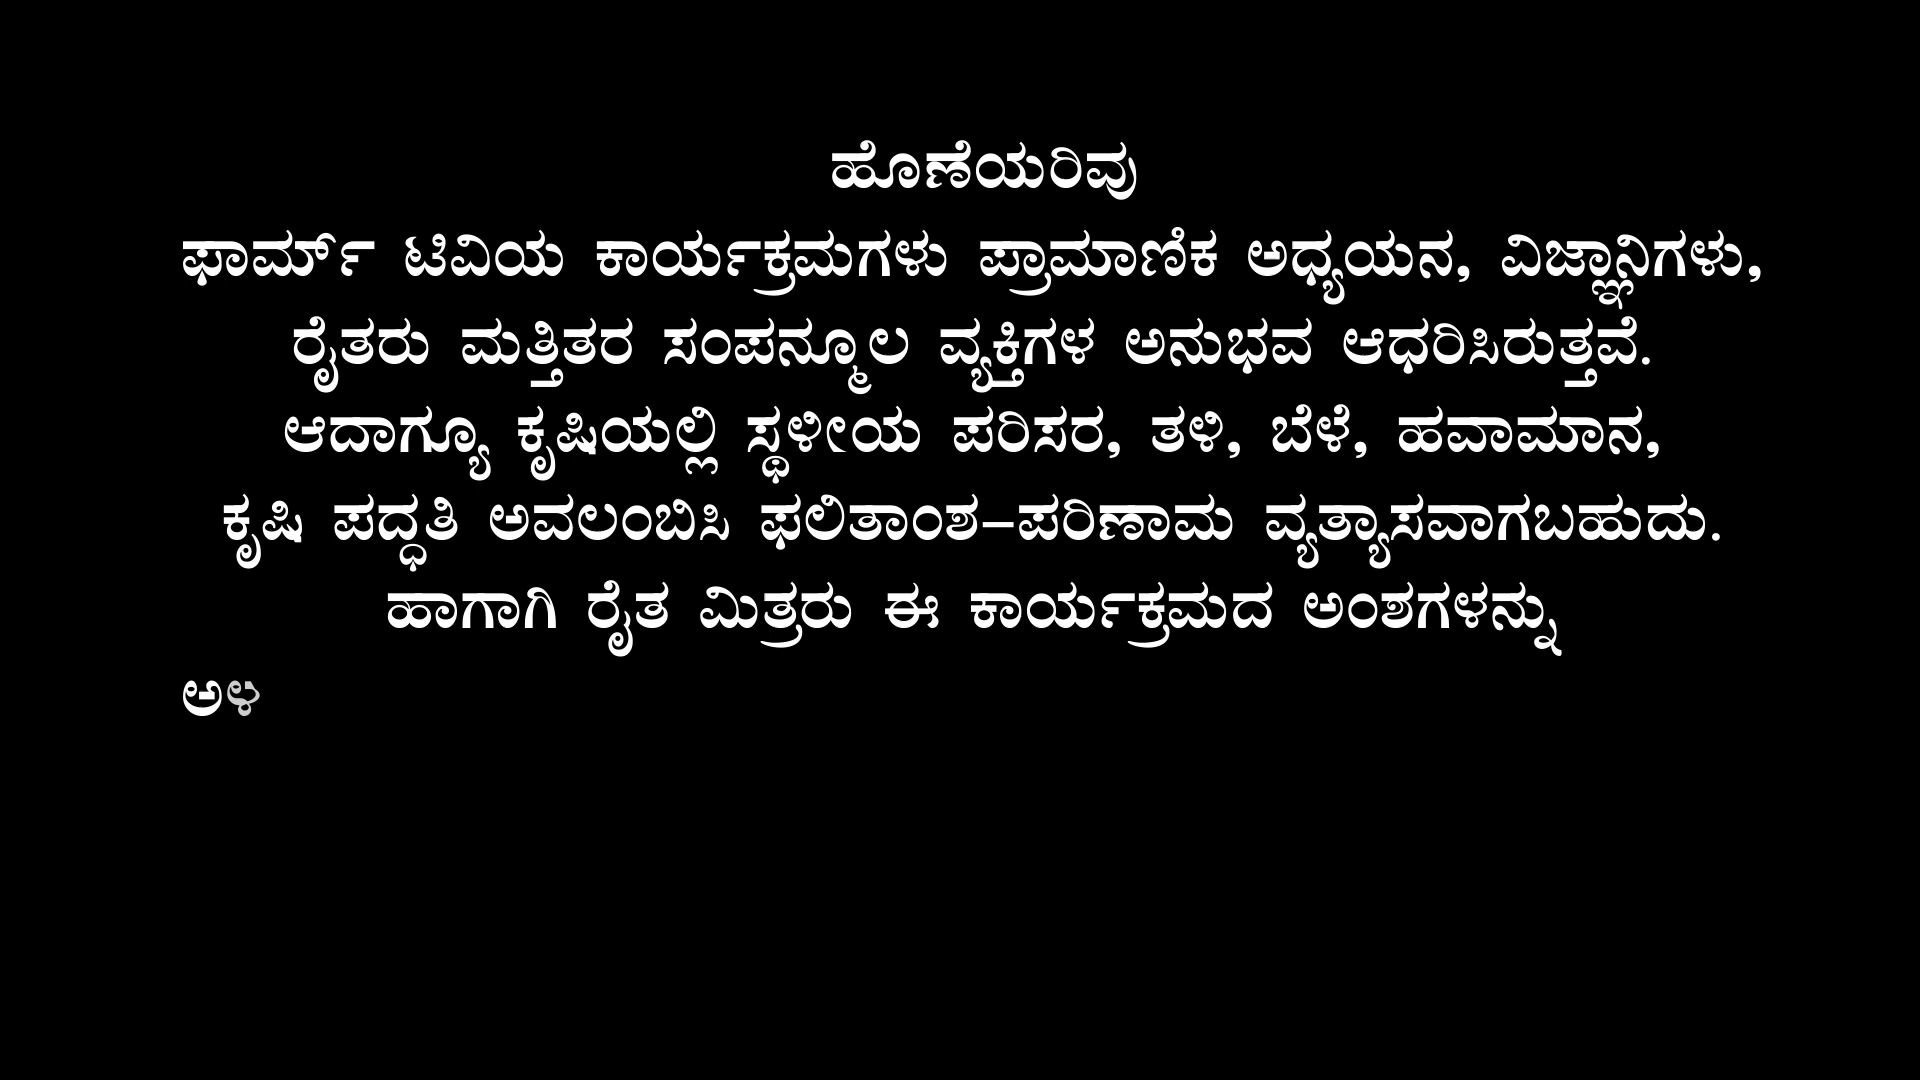 ಹೊಣೆಯರಿವು
ಫಾರ್ಮ್ ಟಿವಿಯ ಕಾರ್ಯಕ್ರಮಗಳು ಪ್ರಾಮಾಣಿಕ ಅಧ್ಯಯನ, ವಿಜ್ಞಾನಿಗಳು,
ರೈತರು ಮತ್ತಿತರ ಸಂಪನ್ಮೂಲ ವ್ಯಕ್ತಿಗಳ ಅನುಭವ ಆಧರಿಸಿರುತ್ತವೆ.
ಆದಾಗ್ಯೂ ಕೃಷಿಯಲ್ಲಿ ಸ್ಥಳೀಯ ಪರಿಸರ, ತಳಿ, ಬೆಳೆ, ಹವಾಮಾನ,
ಕೃಷಿ ಪದ್ಧತಿ ಅವಲಂಬಿಸಿ ಫಲಿತಾಂಶ–ಪರಿಣಾಮ ವ್ಯತ್ಯಾಸವಾಗಬಹುದು.
ಹಾಗಾಗಿ ರೈತ ಮಿತ್ರರು ಈ ಕಾರ್ಯಕ್ರಮದ ಅಂಶಗಳನ್ನು
ಅಳ